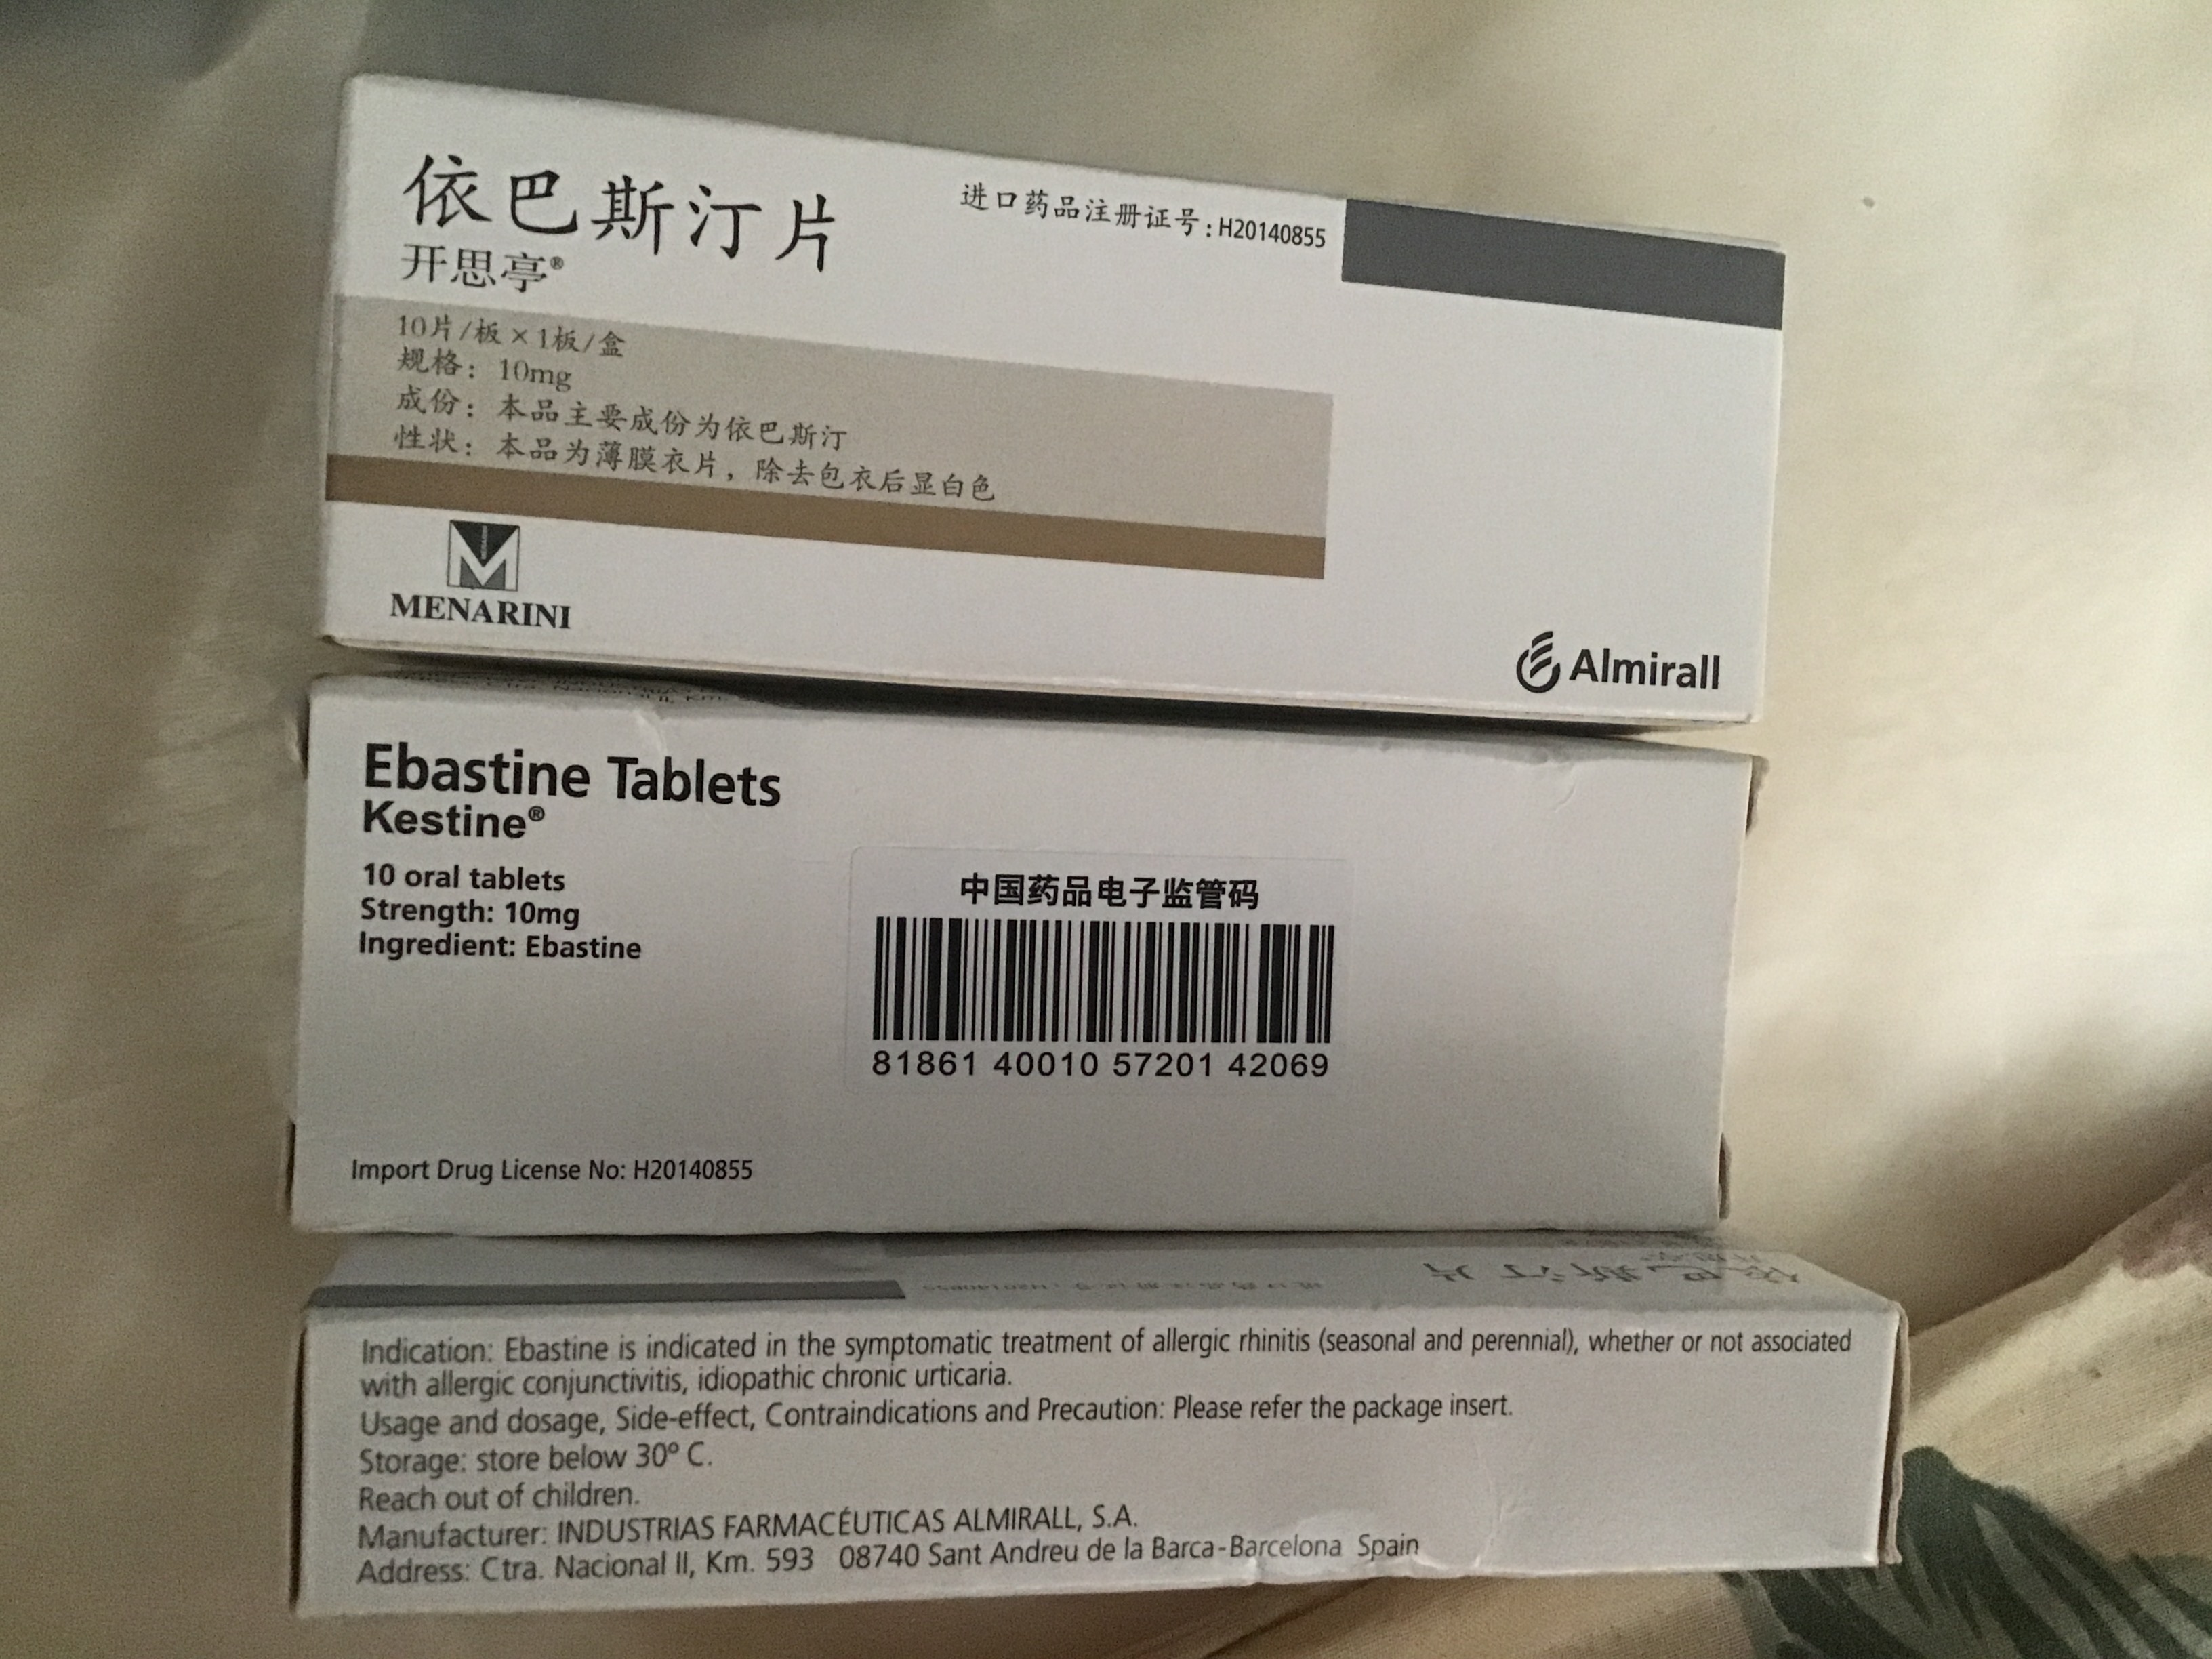 依巴斯汀片
开思亭®
进口药品注册证号：H20140855
10片/板×1板/盒
规格：10mg
成份：本品主要成份为依巴斯汀
性状：本品为薄膜衣片，除去包衣后显白色
MENARINI
Almirall
Ebastine Tablets
Kestine®
10 oral tablets
Strength: 10mg
Ingredient: Ebastine
中国药品电子监管码
81861 40010 57201 42069
Import Drug License No: H20140855
Indication: Ebastine is indicated in the symptomatic treatment of allergic rhinitis (seasonal and perennial), whether or not associated
with allergic conjunctivitis, idiopathic chronic urticaria.
Usage and dosage, Side-effect, Contraindications and Precaution: Please refer the package insert.
Storage: store below 30° C.
Reach out of children.
Manufacturer: INDUSTRIAS FARMACÉUTICAS ALMIRALL, S.A.
Address: Ctra. Nacional II, Km. 593 08740 Sant Andreu de la Barca-Barcelona Spain